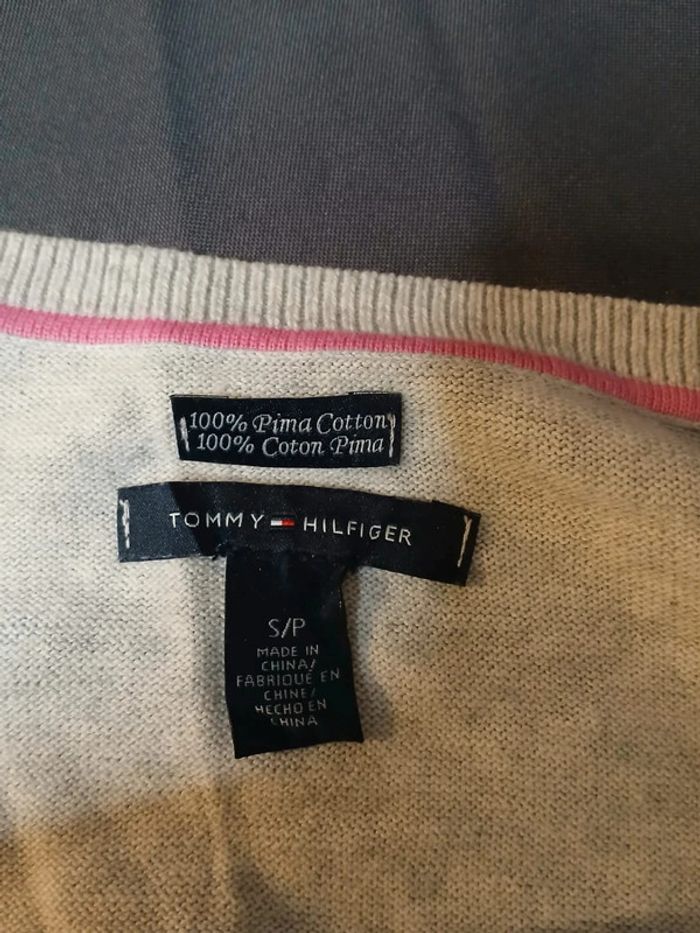 100% Pima Cotton
100% Coton Pima
TOMMY HILFIGER
S/P
MADE IN
CHINA/
FABRIQUÉ EN
CHINE/
HECHO EN
CHINA